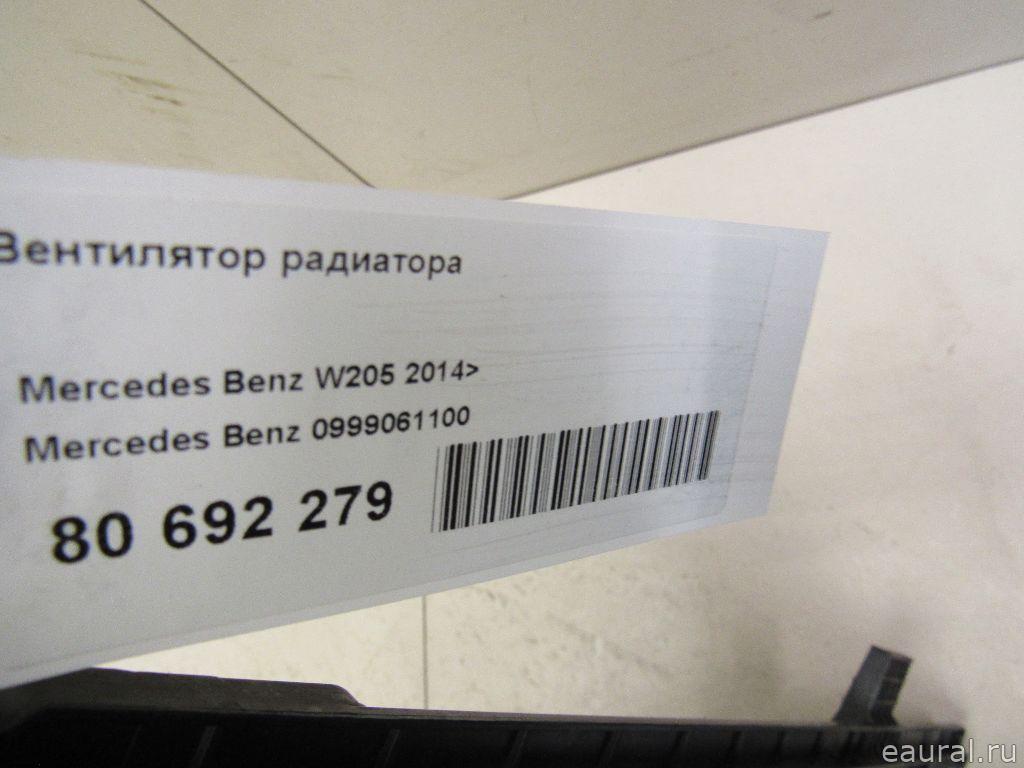 Вентилятор радиатора
Mercedes Benz W205 2014>
Mercedes Benz 0999061100
80 692 279
eaural.ru